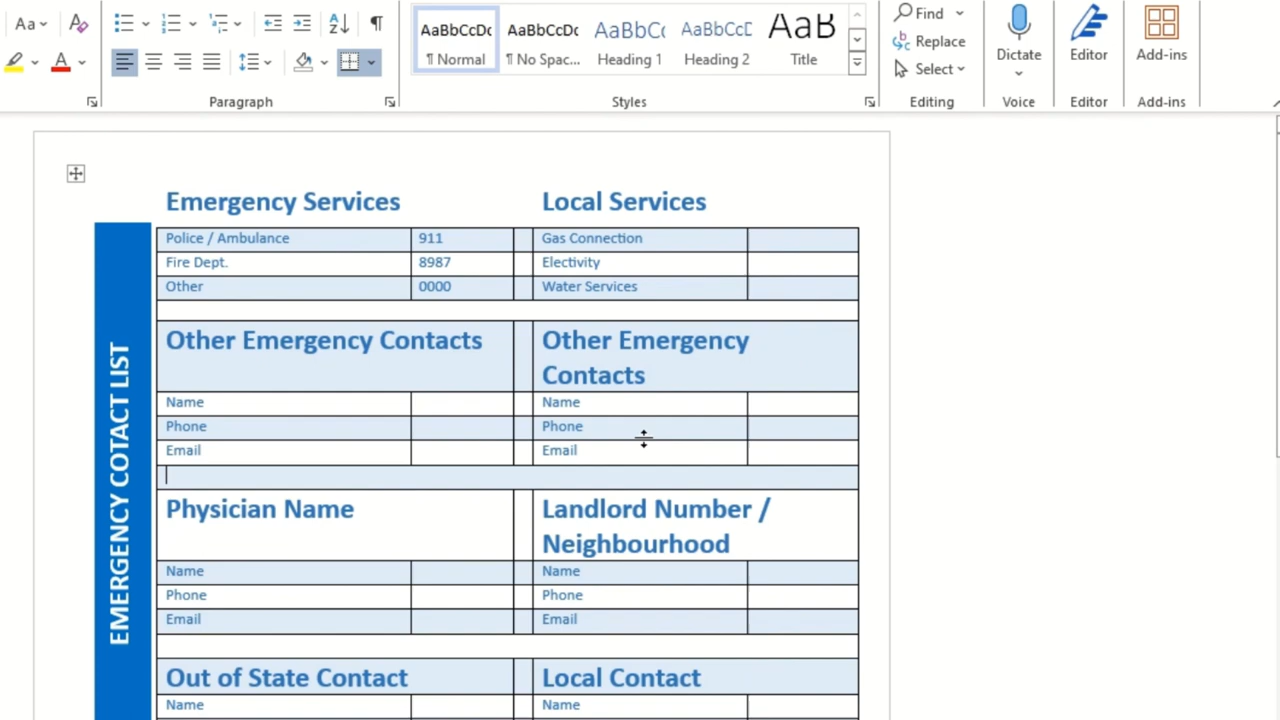 Aa
A
A
Z
¶
AaBbCcDc
AaBbCcDc
AaBbCc
AaBbCcD
AaB
¶ Normal
¶ No Spac...
Heading 1
Heading 2
Title
Find
Replace
Select
Dictate
Editor
Add-ins
Paragraph
Styles
Editing
Voice
Editor
Add-ins
Emergency Services
Local Services
Police / Ambulance 911 Gas Connection
Fire Dept. 8987 Electivity
Other 0000 Water Services
EMERGENCY COTACT LIST
Other Emergency Contacts
Other Emergency
Contacts
Name Name
Phone Phone
Email Email
Physician Name
Landlord Number /
Neighbourhood
Name Name
Phone Phone
Email Email
Out of State Contact
Local Contact
Name Name